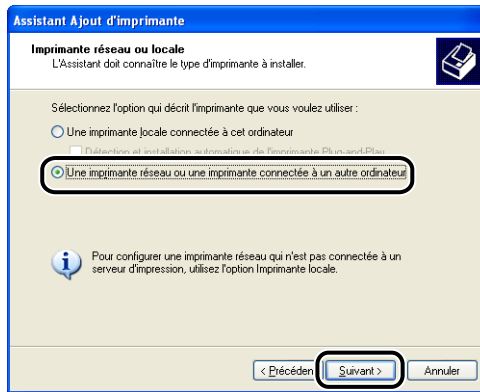 Assistant Ajout d'imprimante
Imprimante réseau ou locale
L'Assistant doit connaître le type d'imprimante à installer.
Sélectionnez l'option qui décrit l'imprimante que vous voulez utiliser :
Une imprimante locale connectée à cet ordinateur
Détection et installation automatique de l'imprimante Plug-and-Play
Une imprimante réseau ou une imprimante connectée à un autre ordinateur
Pour configurer une imprimante réseau qui n'est pas connectée à un
serveur d'impression, utilisez l'option Imprimante locale.
< Précéden Suivant > Annuler